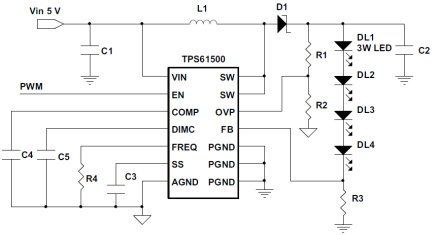 Vin 5 V
L1
D1
C1
TPS61500
R1
DL1
3W LED
C2
VIN
SW
DL2
PWM
EN
SW
COMP
OVP
R2
DL3
DIMC
FB
C4
C5
FREQ
PGND
DL4
R4
C3
SS
PGND
AGND
PGND
R3